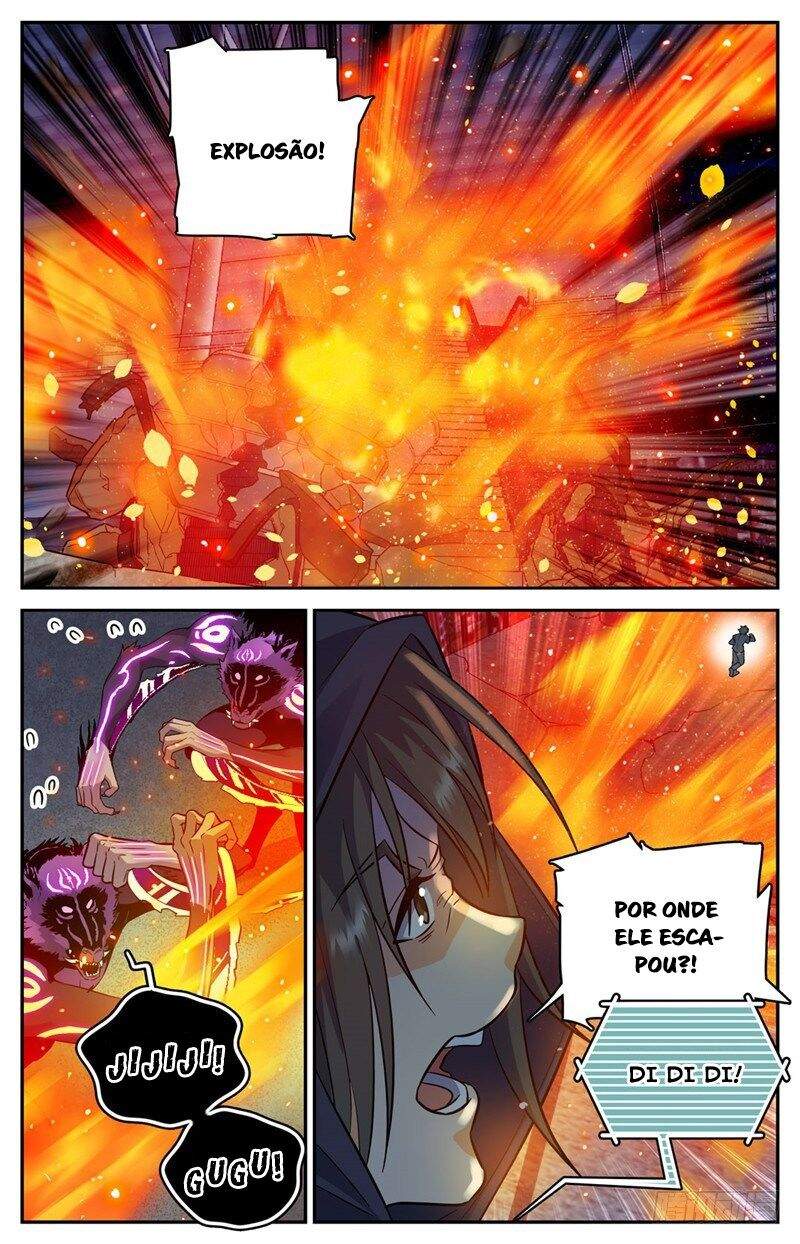 EXPLOSÃO!
JIJIJI!
GUGU!
POR ONDE
ELE ESCA-
POU?!
DI DI DI!